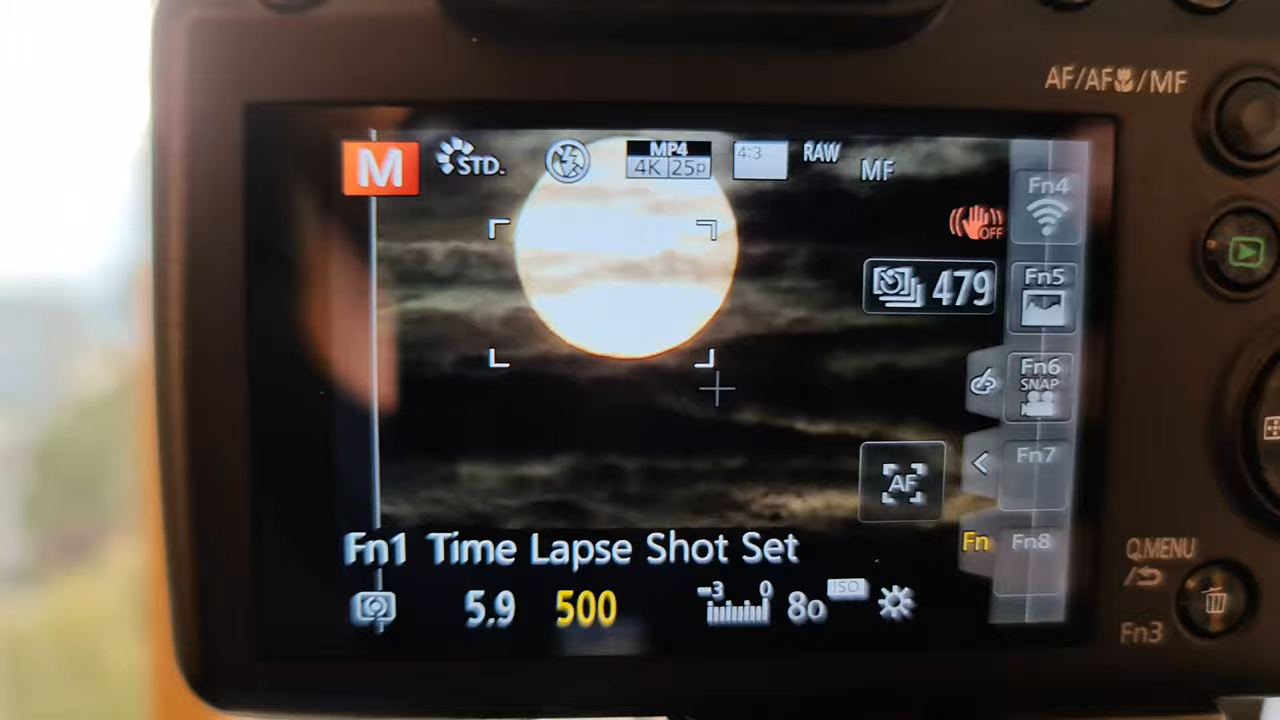 AF/AF/MF
M STD. MP4 4K 25p 4:3 RAW MF
Fn4
OFF
Fn5
479
Fn6
SNAP
AF
Fn7
Fn1 Time Lapse Shot Set
Fn Fn8
Q.MENU
5.9 500 -3 0 80 ISO
Fn3